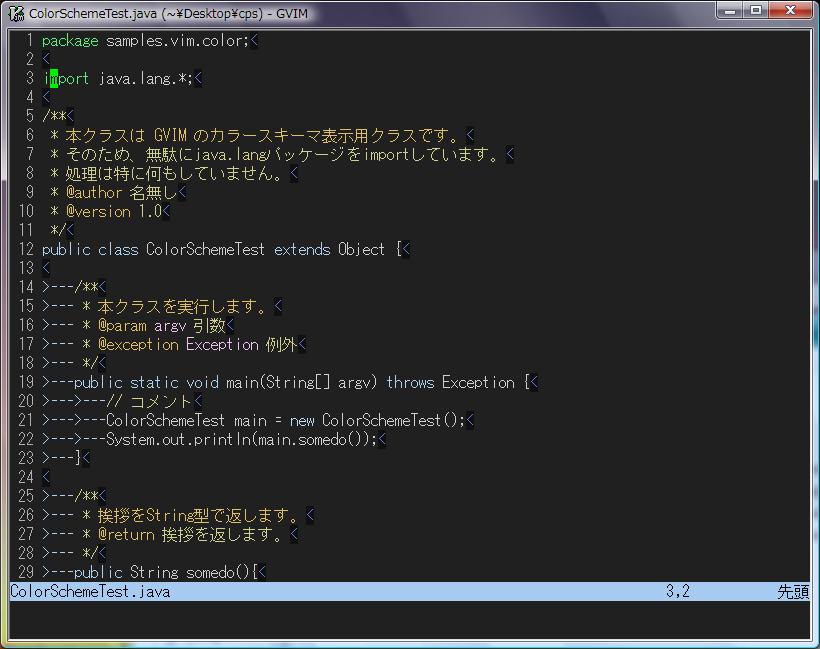 ColorSchemeTest.java (~¥Desktop¥cps) - GVIM
1 package samples.vim.color;<
2 <
3 import java.lang.*;<
4 <
5 /**<
6  * 本クラスは GVIM のカラースキーマ表示用クラスです。<
7  * そのため、無駄にjava.langパッケージをimportしています。<
8  * 処理は特に何もしていません。<
9  * @author 名無し<
10  * @version 1.0<
11  */<
12 public class ColorSchemeTest extends Object {<
13 <
14 >---/**<
15 >--- * 本クラスを実行します。<
16 >--- * @param argv 引数<
17 >--- * @exception Exception 例外<
18 >--- */<
19 >---public static void main(String[] argv) throws Exception {<
20 >--->---// コメント<
21 >--->---ColorSchemeTest main = new ColorSchemeTest();<
22 >--->---System.out.println(main.somedo());<
23 >---}<
24 <
25 >---/**<
26 >--- * 挨拶をString型で返します。<
27 >--- * @return 挨拶を返します。<
28 >--- */<
29 >---public String somedo(){<
ColorSchemeTest.java 3,2 先頭